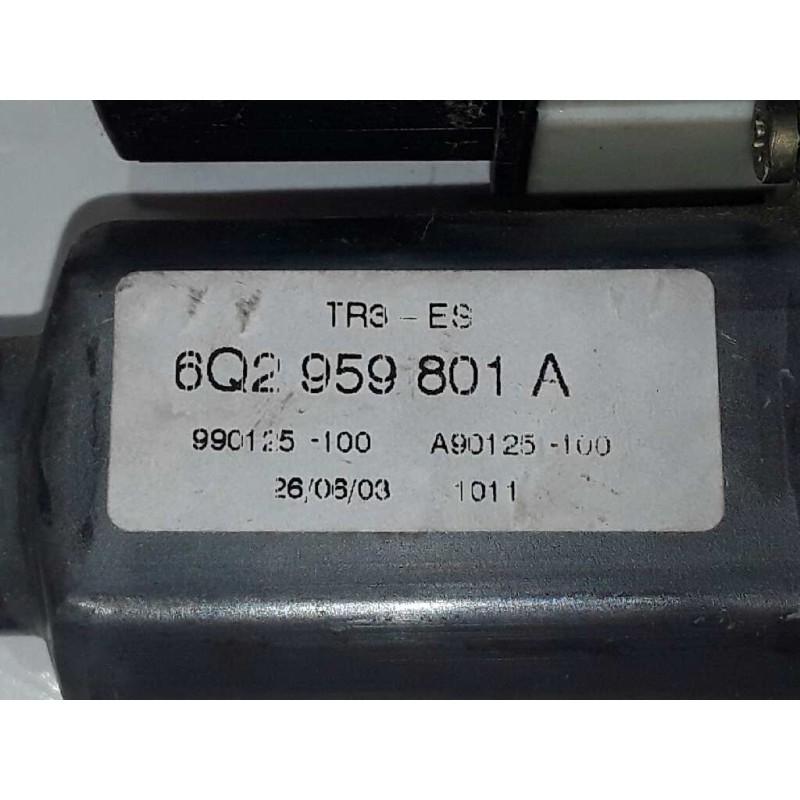 TR3 - ES
6Q2 959 801 A
990125 -100 A90125 -100
26/06/03 1011